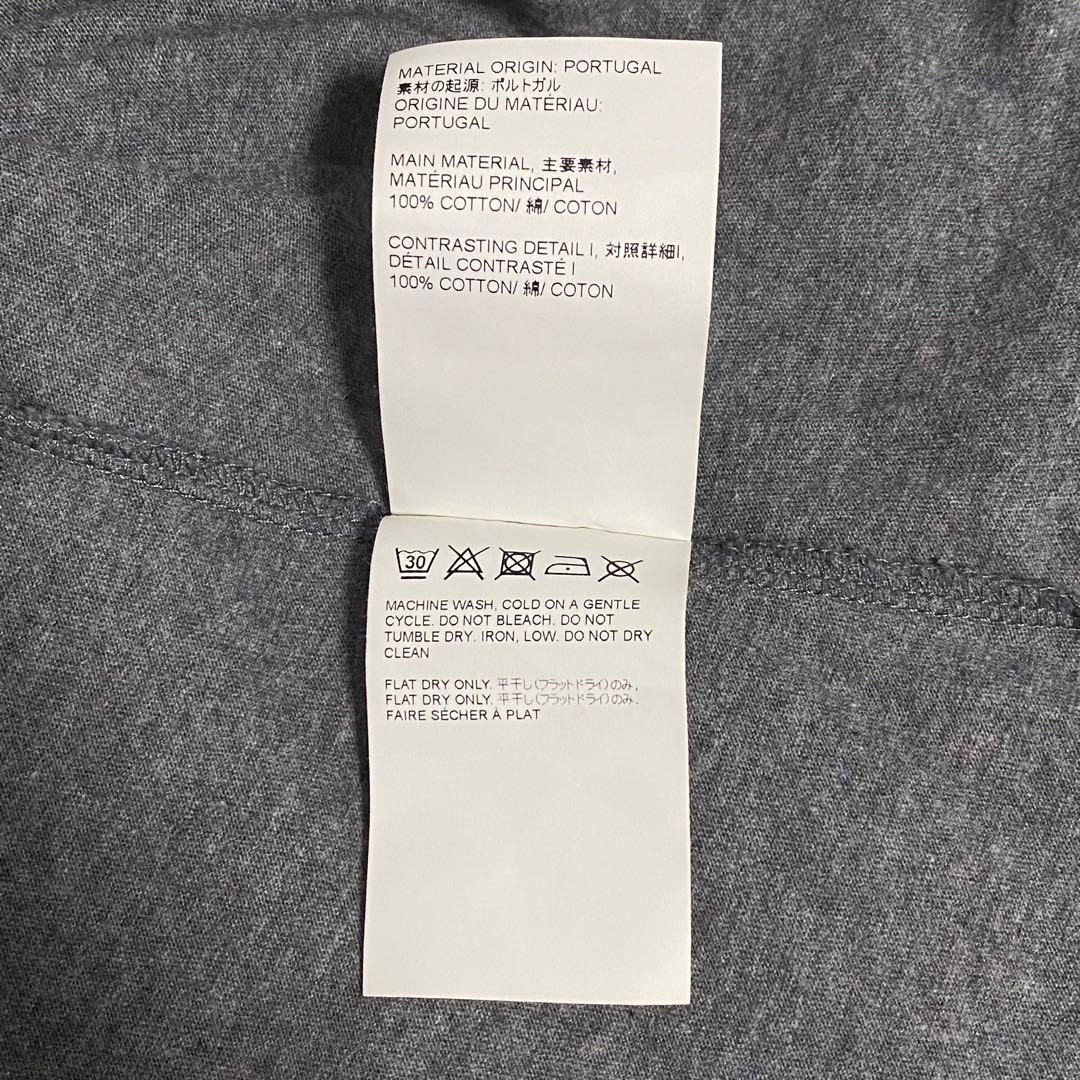 MATERIAL ORIGIN: PORTUGAL
素材の起源: ポルトガル
ORIGINE DU MATÉRIAU:
PORTUGAL
MAIN MATERIAL, 主要素材,
MATÉRIAU PRINCIPAL
100% COTTON/ 綿/ COTON
CONTRASTING DETAIL I, 対照詳細I,
DÉTAIL CONTRASTÉ I
100% COTTON/ 綿/ COTON
30
MACHINE WASH, COLD ON A GENTLE
CYCLE. DO NOT BLEACH. DO NOT
TUMBLE DRY. IRON, LOW. DO NOT DRY
CLEAN
FLAT DRY ONLY. 平干し(フラットドライ)のみ,
FLAT DRY ONLY. 平干し(フラットドライ)のみ.
FAIRE SÉCHER À PLAT